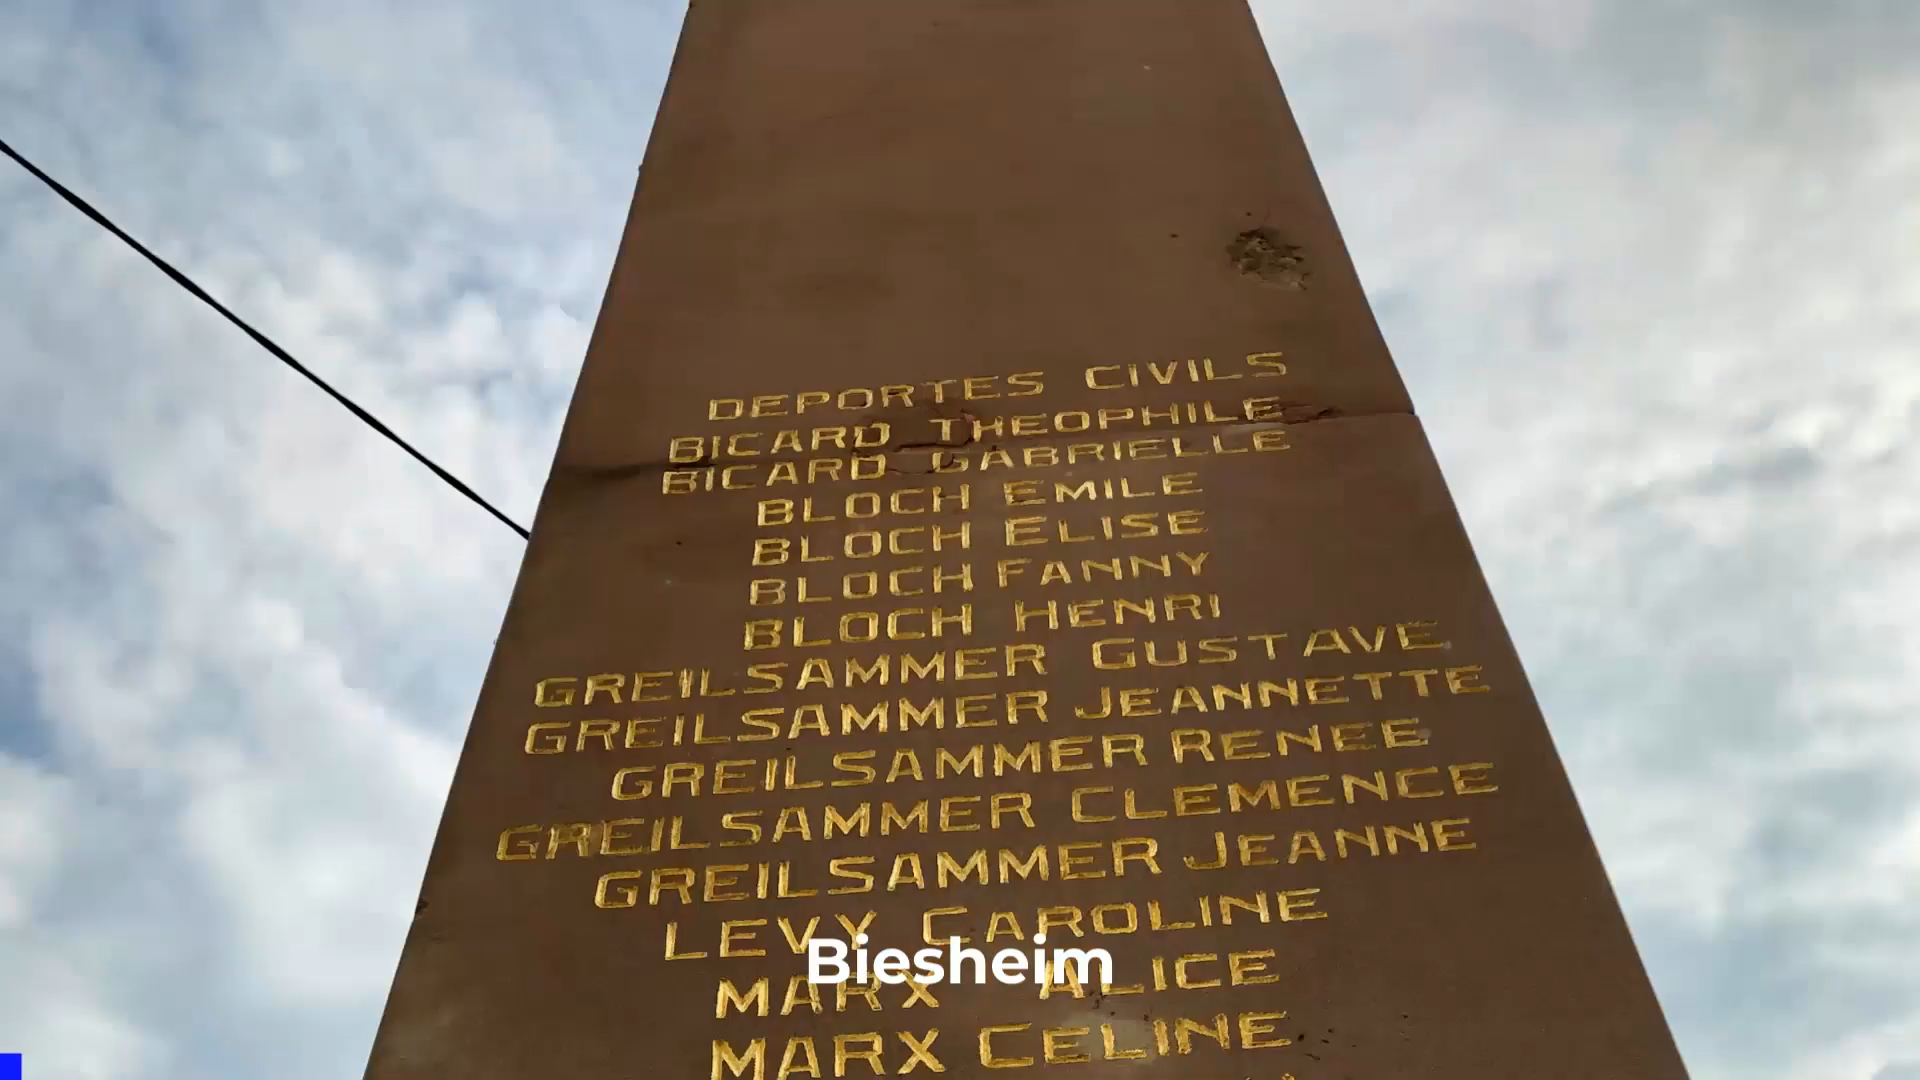 DEPORTES CIVILS
BICARD THEOPHILE
BICARD GABRIELLE
BLOCH EMILE
BLOCH ELISE
BLOCH FANNY
BLOCH HENRI
GREILSAMMER GUSTAVE
GREILSAMMER JEANNETTE
GREILSAMMER RENEE
GREILSAMMER CLEMENCE
GREILSAMMER JEANNE
LEVY CAROLINE
Biesheim
MARX ALICE
MARX CELINE